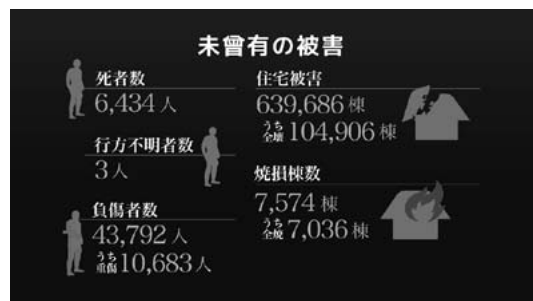 未曾有の被害
死者数
6,434人
行方不明者数
3人
負傷者数
43,792人
うち重傷10,683人
住宅被害
639,686棟
うち全壊104,906棟
焼損棟数
7,574棟
うち全焼7,036棟